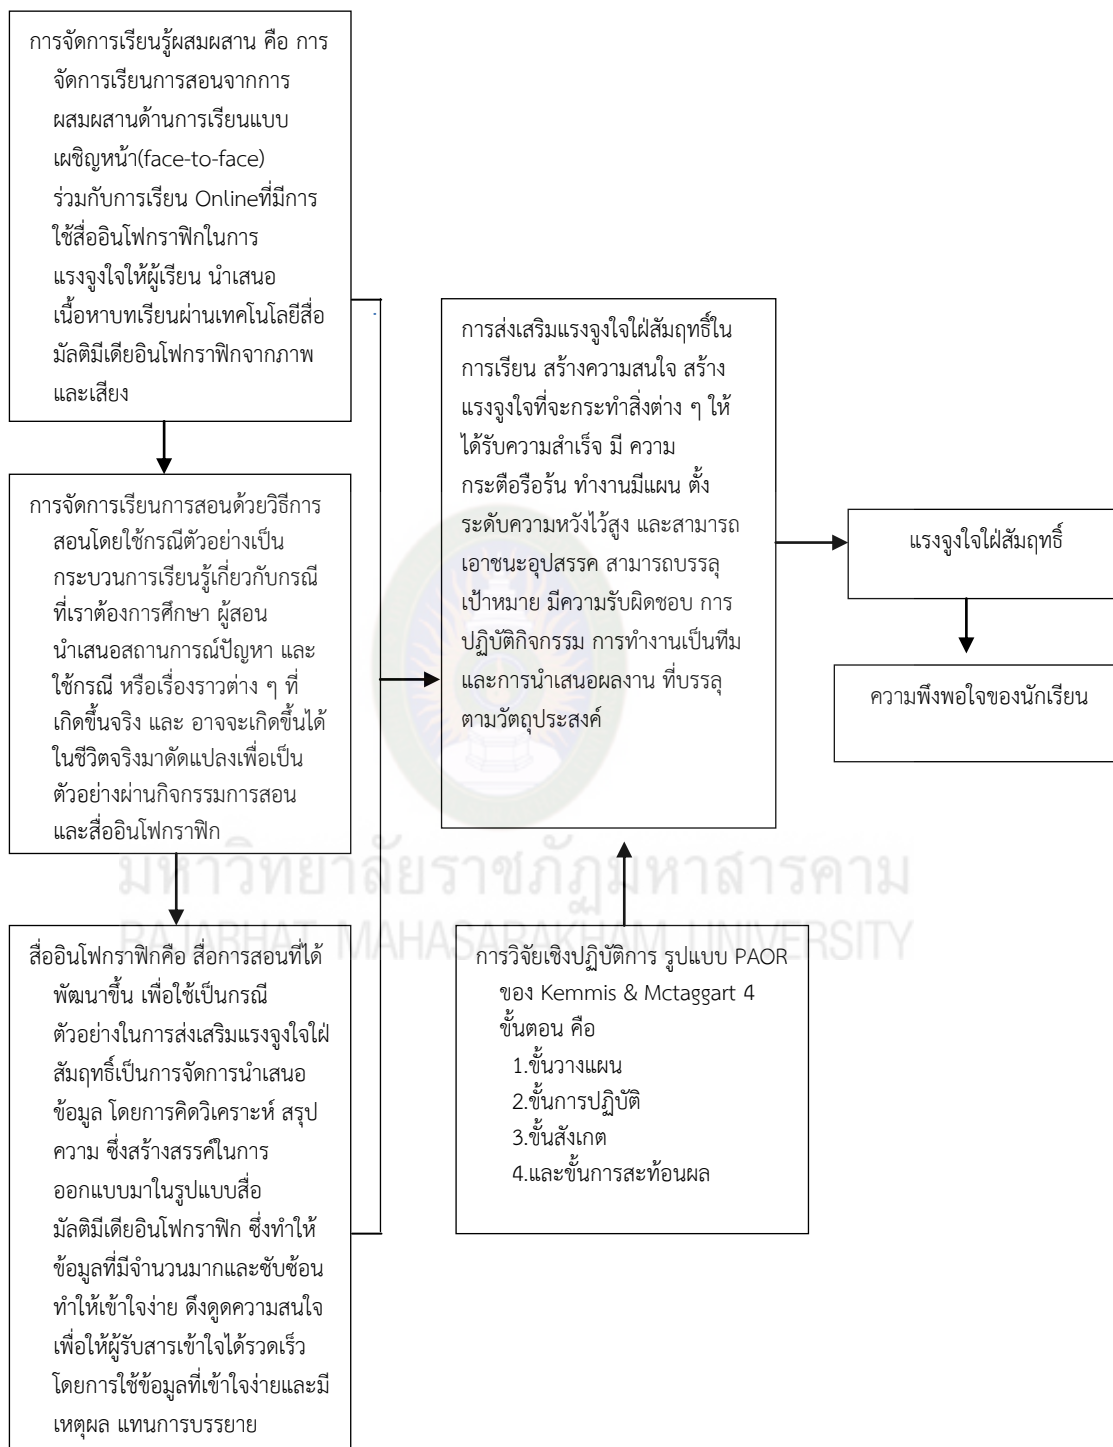 การจัดการเรียนรู้ผสมผสาน คือ การ
จัดการเรียนการสอนจากการ
ผสมผสานด้านการเรียนแบบ
เผชิญหน้า(face-to-face)
ร่วมกับการเรียน Onlineที่มีการ
ใช้สื่ออินโฟกราฟิกในการ
แรงจูงใจให้ผู้เรียน นำเสนอ
เนื้อหาบทเรียนผ่านเทคโนโลยีสื่อ
มัลติมีเดียอินโฟกราฟิกจากภาพ
และเสียง
การจัดการเรียนการสอนด้วยวิธีการ
สอนโดยใช้กรณีตัวอย่างเป็น
กระบวนการเรียนรู้เกี่ยวกับกรณี
ที่เราต้องการศึกษา ผู้สอน
นำเสนอสถานการณ์ปัญหา และ
ใช้กรณี หรือเรื่องราวต่าง ๆ ที่
เกิดขึ้นจริง และ อาจจะเกิดขึ้นได้
ในชีวิตจริงมาดัดแปลงเพื่อเป็น
ตัวอย่างผ่านกิจกรรมการสอน
และสื่ออินโฟกราฟิก
สื่ออินโฟกราฟิกคือ สื่อการสอนที่ได้
พัฒนาขึ้น เพื่อใช้เป็นกรณี
ตัวอย่างในการส่งเสริมแรงจูงใจใฝ่
สัมฤทธิ์เป็นการจัดการนำเสนอ
ข้อมูล โดยการคิดวิเคราะห์ สรุป
ความ ซึ่งสร้างสรรค์ในการ
ออกแบบมาในรูปแบบสื่อ
มัลติมีเดียอินโฟกราฟิก ซึ่งทำให้
ข้อมูลที่มีจำนวนมากและซับซ้อน
ทำให้เข้าใจง่าย ดึงดูดความสนใจ
เพื่อให้ผู้รับสารเข้าใจได้รวดเร็ว
โดยการใช้ข้อมูลที่เข้าใจง่ายและมี
เหตุผล แทนการบรรยาย
การส่งเสริมแรงจูงใจใฝ่สัมฤทธิ์ใน
การเรียน สร้างความสนใจ สร้าง
แรงจูงใจที่จะกระทำสิ่งต่าง ๆ ให้
ได้รับความสำเร็จ มี ความ
กระตือรือร้น ทำงานมีแผน ตั้ง
ระดับความหวังไว้สูง และสามารถ
เอาชนะอุปสรรค สามารถบรรลุ
เป้าหมาย มีความรับผิดชอบ การ
ปฏิบัติกิจกรรม การทำงานเป็นทีม
และการนำเสนอผลงาน ที่บรรลุ
ตามวัตถุประสงค์
การวิจัยเชิงปฏิบัติการ รูปแบบ PAOR
ของ Kemmis & Mctaggart 4
ขั้นตอน คือ
1.ขั้นวางแผน
2.ขั้นการปฏิบัติ
3.ขั้นสังเกต
4.และขั้นการสะท้อนผล
แรงจูงใจใฝ่สัมฤทธิ์
ความพึงพอใจของนักเรียน
มหาวิทยาลัยราชภัฏมหาสารคาม
RAJABHAT MAHASARAKHAM UNIVERSITY